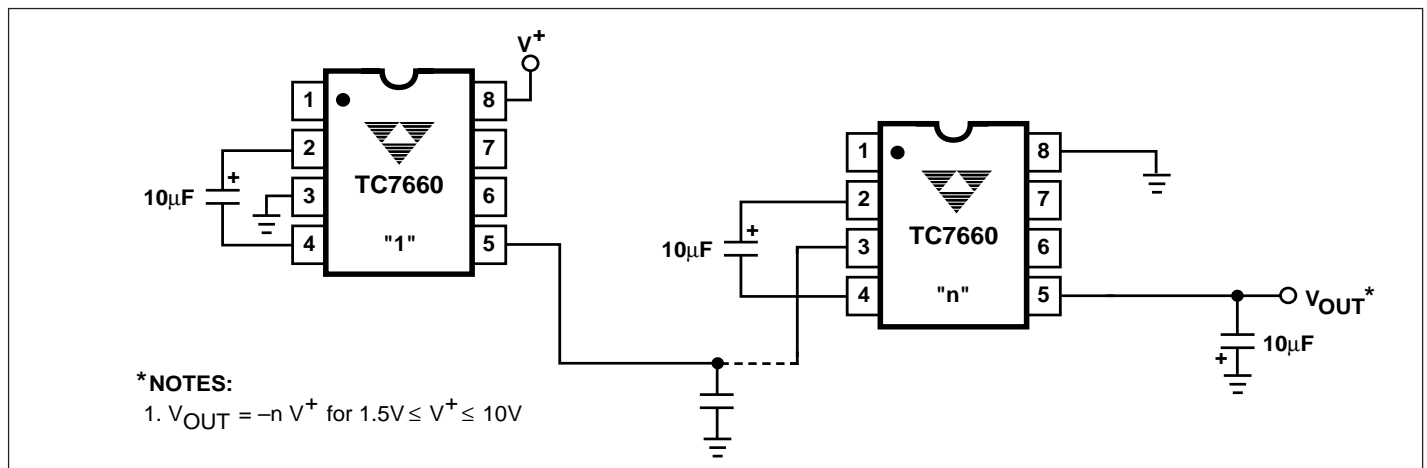 V+
1
8
2
7
3
6
4
5
TC7660
"1"
10µF
+
1
8
2
7
3
6
4
5
TC7660
"n"
10µF
+
VOUT*
10µF
+
*NOTES:
1. VOUT = –n V+ for 1.5V ≤ V+ ≤ 10V